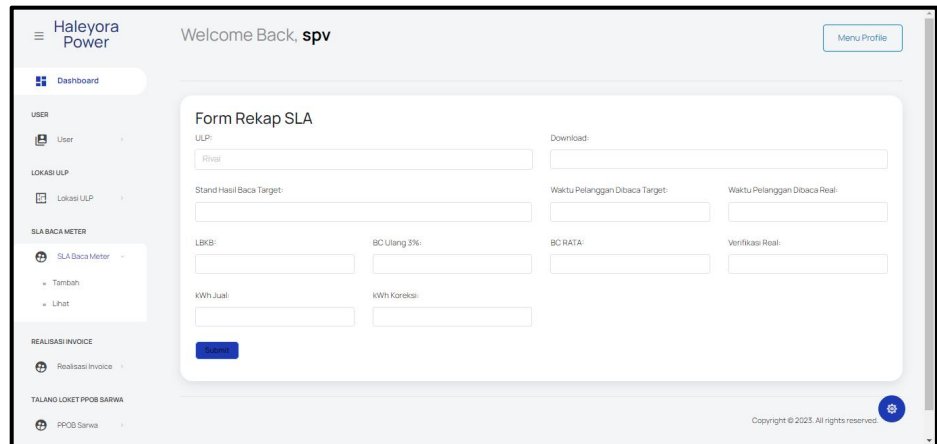 Haleyora
Power
Welcome Back, spv
Menu Profile
Dashboard
USER
User
LOKASI ULP
Lokasi ULP
SLA BACA METER
SLA Baca Meter
Tambah
Lihat
REALISASI INVOICE
Realisasi Invoice
TALANG LOKET PPOB SARWA
PPOB Sarwa
Form Rekap SLA
ULP:
Download:
Rival
Stand Hasil Baca Target:
Waktu Pelanggan Dibaca Target:
Waktu Pelanggan Dibaca Real:
LBKB:
BC Ulang 3%:
BC RATA:
Verifikasi Real:
kWh Jual:
kWh Koreksi:
Submit
Copyright © 2023. All rights reserved.